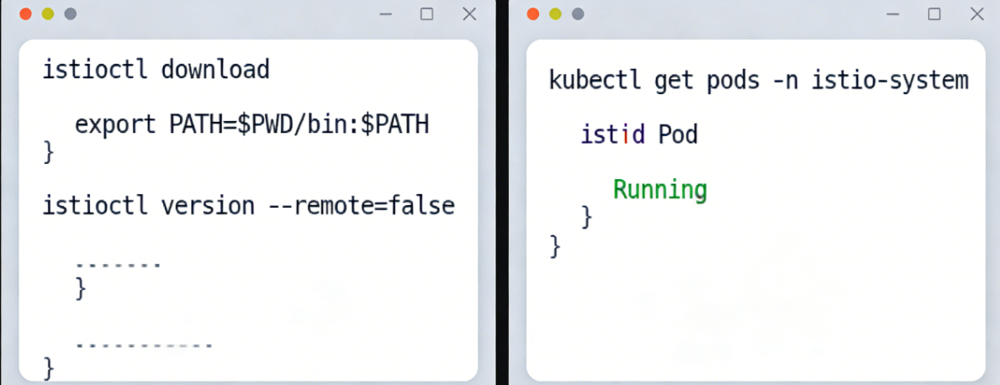 istioctl download
export PATH=$PWD/bin:$PATH
}
istioctl version --remote=false
.......
}
...........
}
kubectl get pods -n istio-system
istid Pod
Running
}
}